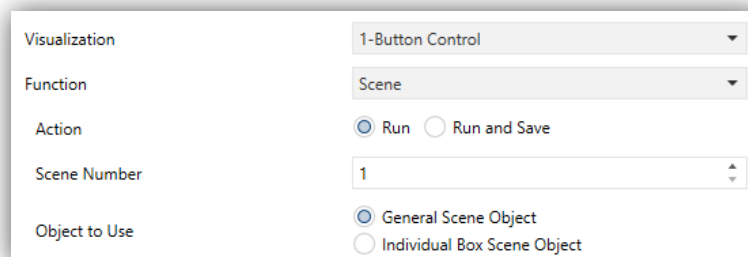 Visualization 1-Button Control
Function Scene
Action Run Run and Save
Scene Number 1
Object to Use General Scene Object
Individual Box Scene Object